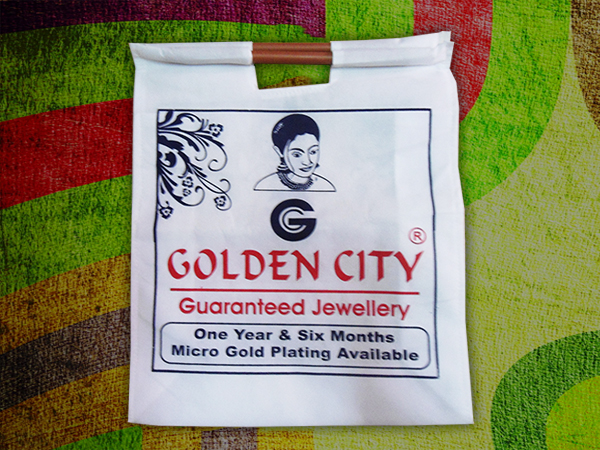 G
GOLDEN CITY ®
Guaranteed Jewellery
One Year & Six Months
Micro Gold Plating Available